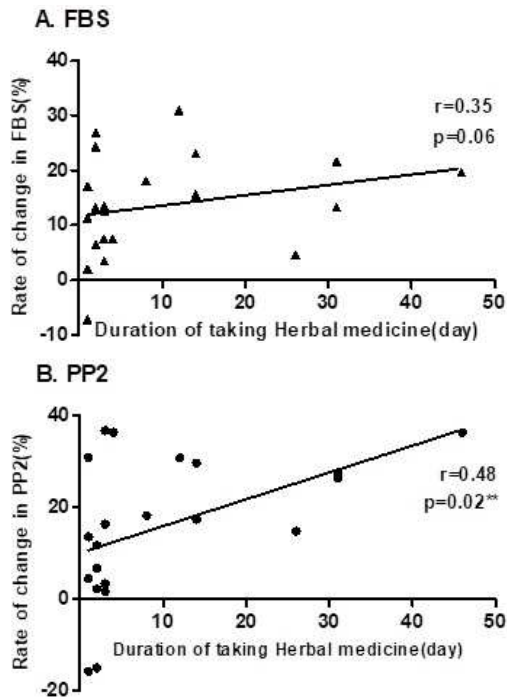 A. FBS
Rate of change in FBS(%)
40
30
20
10
0
-10
r=0.35
p=0.06
10 20 30 40 50
Duration of taking Herbal medicine(day)
B. PP2
Rate of change in PP2(%)
40
20
0
-20
r=0.48
p=0.02**
10 20 30 40 50
Duration of taking Herbal medicine(day)